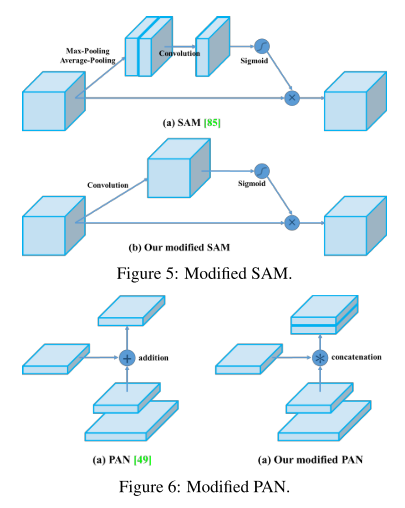 Max-Pooling
Average-Pooling
Convolution
Sigmoid
(a) SAM [85]
Convolution
Sigmoid
(b) Our modified SAM
Figure 5: Modified SAM.
addition
concatenation
(a) PAN [49]
(a) Our modified PAN
Figure 6: Modified PAN.